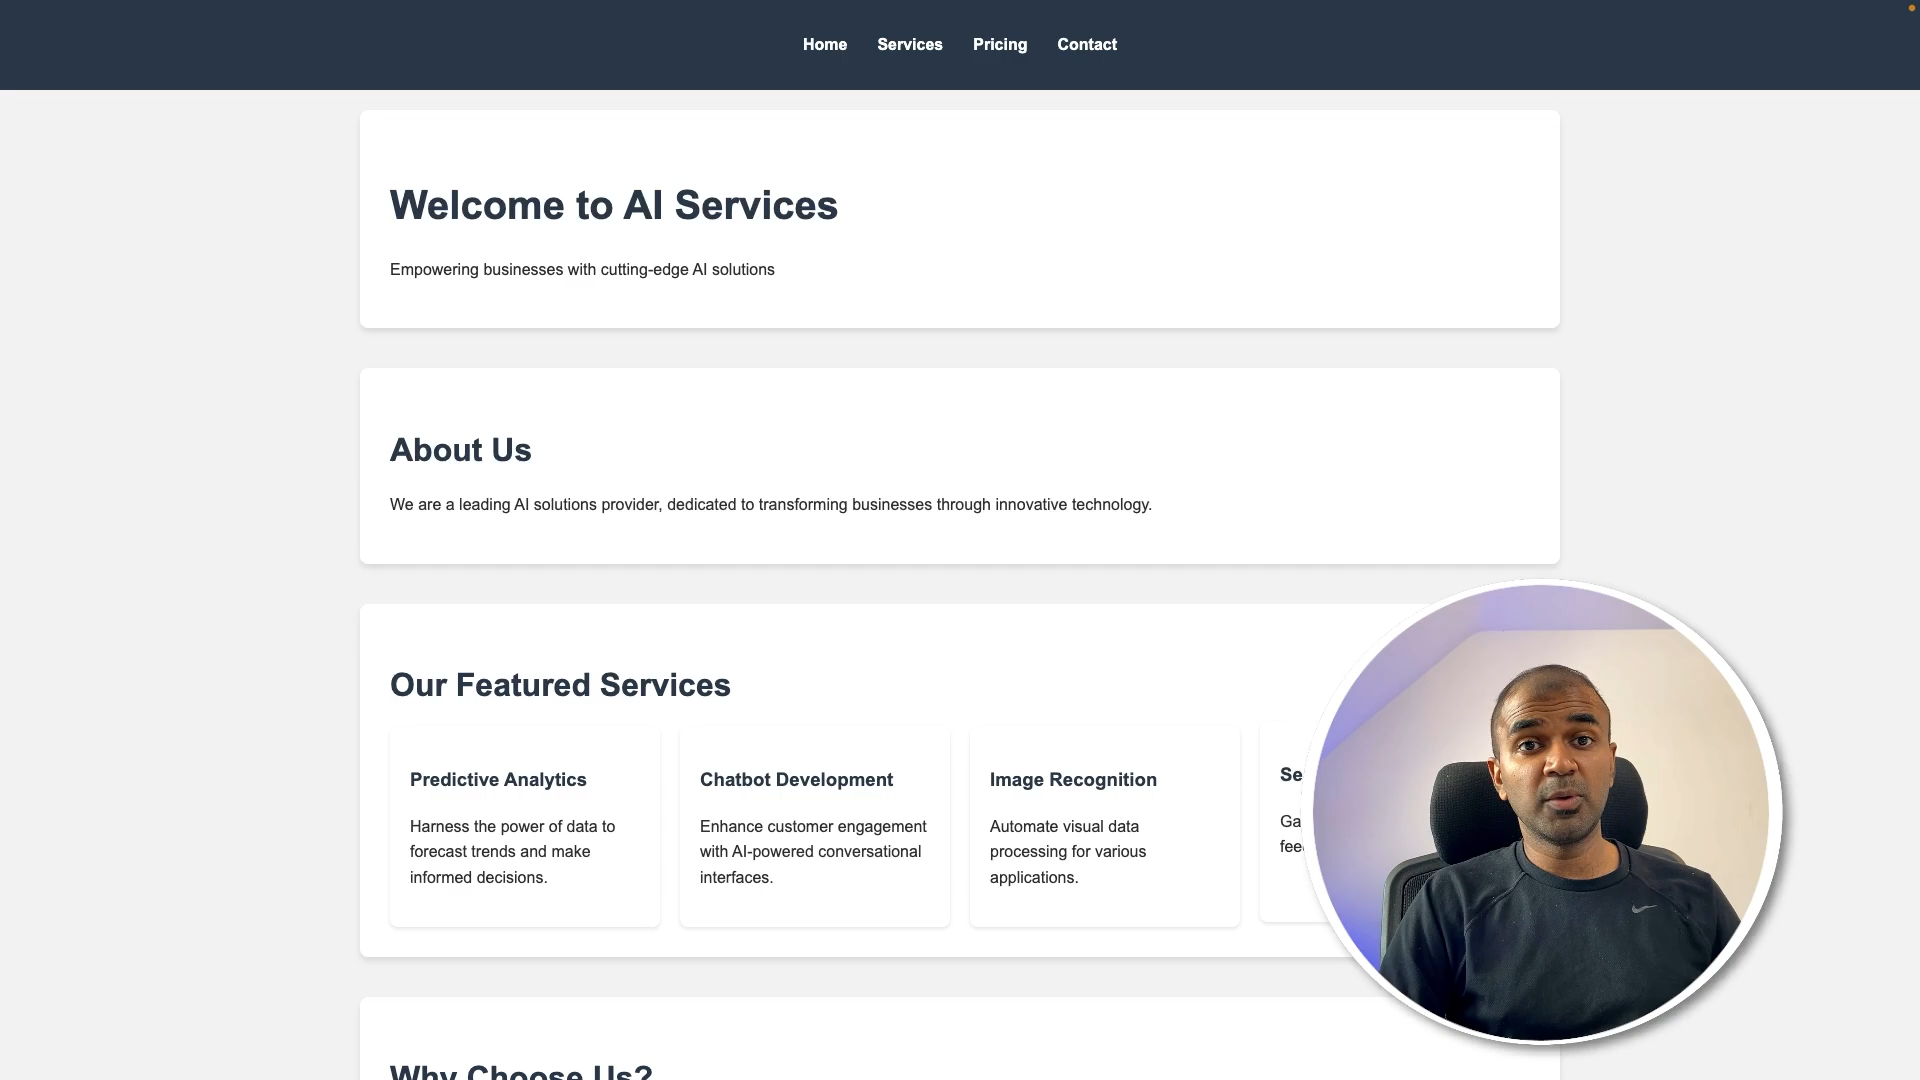 Home Services Pricing Contact
Welcome to AI Services
Empowering businesses with cutting-edge AI solutions
About Us
We are a leading AI solutions provider, dedicated to transforming businesses through innovative technology.
Our Featured Services
Predictive Analytics
Harness the power of data to
forecast trends and make
informed decisions.
Chatbot Development
Enhance customer engagement
with AI-powered conversational
interfaces.
Image Recognition
Automate visual data
processing for various
applications.
Why Choose Us?